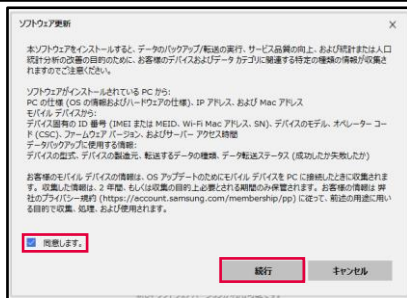 ソフトウェア更新
本ソフトウェアをインストールすると、データのバックアップ/転送の実行、サービス品質の向上、および統計または人口
統計分析の改善の目的のために、お客様のデバイスおよびデータ カテゴリに関連する特定の種類の情報が収集さ
れますのでご注意ください。
ソフトウェアがインストールされている PC から:
PC の仕様 (OS の情報およびハードウェアの仕様)、IP アドレス、および Mac アドレス
モバイル デバイスから:
デバイス固有の ID 番号 (IMEI または MEID、Wi-Fi Mac アドレス、SN)、デバイスのモデル、オペレーター コー
ド (CSC)、ファームウェア バージョン、およびサーバー アクセス時間
データバックアップに使用する情報:
デバイスの型式、デバイスの製造元、転送するデータの種類、データ転送ステータス (成功したか失敗したか)
お客様のモバイル デバイスの情報は、OS アップデートのためにモバイル デバイスを PC に接続したときに収集されま
す。収集した情報は、2 年間、もしくは収集の目的上必要とされる期間のみ保管されます。お客様の情報は 弊
社のプライバシー規約 (https://account.samsung.com/membership/pp) に従って、前述の用途に用い
る目的で収集、処理、および使用されます。
同意します。
続行
キャンセル